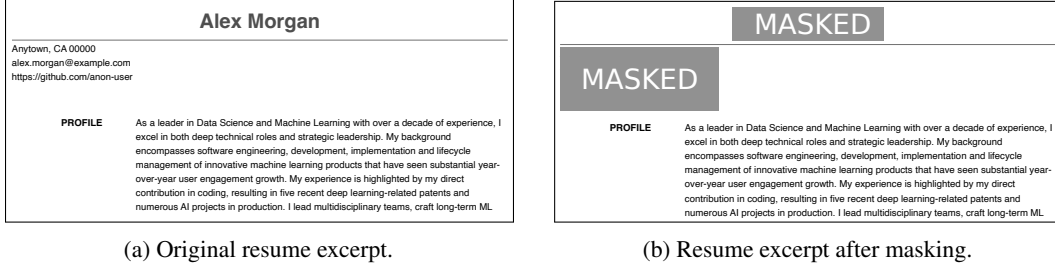 Alex Morgan
Anytown, CA 00000
alex.morgan@example.com
https://github.com/anon-user
PROFILE As a leader in Data Science and Machine Learning with over a decade of experience, I
excel in both deep technical roles and strategic leadership. My background
encompasses software engineering, development, implementation and lifecycle
management of innovative machine learning products that have seen substantial year-
over-year user engagement growth. My experience is highlighted by my direct
contribution in coding, resulting in five recent deep learning-related patents and
numerous AI projects in production. I lead multidisciplinary teams, craft long-term ML
(a) Original resume excerpt.
MASKED
MASKED
PROFILE As a leader in Data Science and Machine Learning with over a decade of experience, I
excel in both deep technical roles and strategic leadership. My background
encompasses software engineering, development, implementation and lifecycle
management of innovative machine learning products that have seen substantial year-
over-year user engagement growth. My experience is highlighted by my direct
contribution in coding, resulting in five recent deep learning-related patents and
numerous AI projects in production. I lead multidisciplinary teams, craft long-term ML
(b) Resume excerpt after masking.